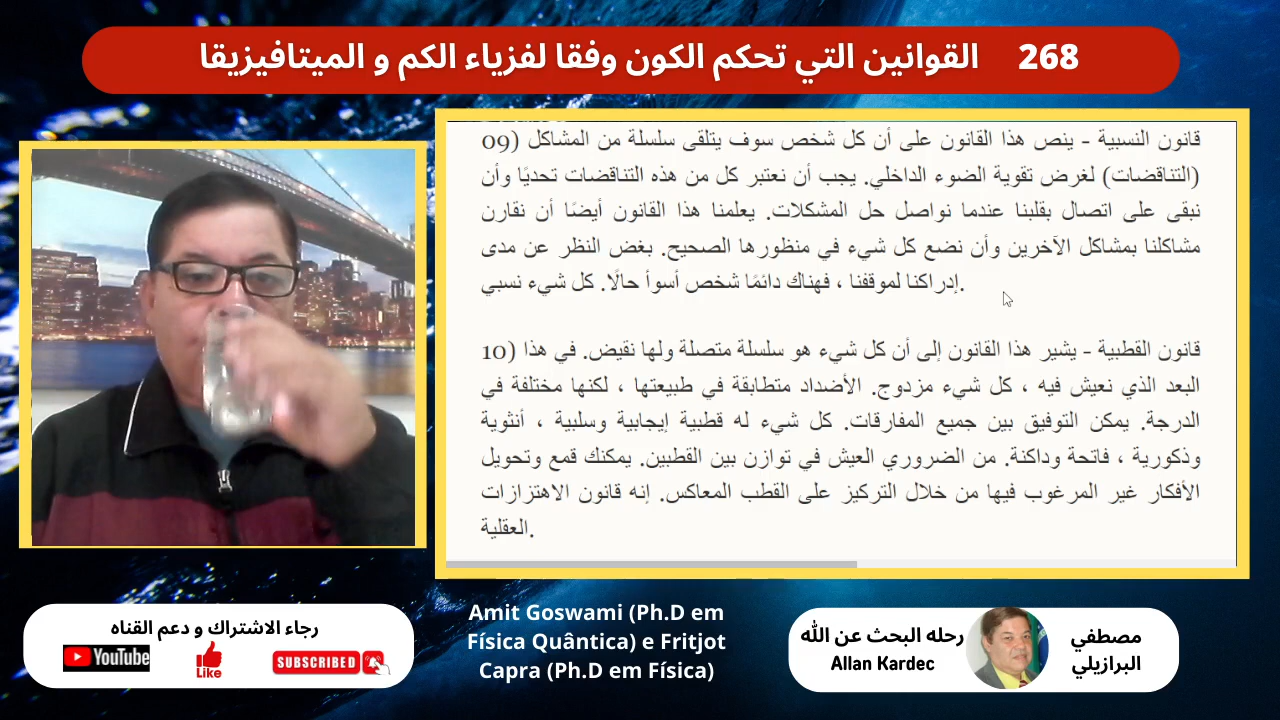 268 القوانين التي تحكم الكون وفقا لفزياء الكم و الميتافيزيقا
09) قانون النسبية - ينص هذا القانون على أن كل شخص سوف يتلقى سلسلة من المشاكل
(التناقضات) لغرض تقوية الضوء الداخلي. يجب أن نعتبر كل من هذه التناقضات تحديًا وأن
نبقى على اتصال بقلبنا عندما نواصل حل المشكلات. يعلمنا هذا القانون أيضًا أن نقارن
مشاكلنا بمشاكل الآخرين وأن نضع كل شيء في منظورها الصحيح. بغض النظر عن مدى
إدراكنا لموقفنا ، فهناك دائمًا شخص أسوأ حالًا. كل شيء نسبي.
10) قانون القطبية - يشير هذا القانون إلى أن كل شيء هو سلسلة متصلة ولها نقيض. في هذا
البعد الذي نعيش فيه ، كل شيء مزدوج. الأضداد متطابقة في طبيعتها ، لكنها مختلفة في
الدرجة. يمكن التوفيق بين جميع المفارقات. كل شيء له قطبية إيجابية وسلبية ، أنثوية
وذكورية ، فاتحة وداكنة. من الضروري العيش في توازن بين القطبين. يمكنك قمع وتحويل
الأفكار غير المرغوب فيها من خلال التركيز على القطب المعاكس. إنه قانون الاهتزازات
العقلية.
رجاء الاشتراك و دعم القناه
YouTube
Like
SUBSCRIBED
Amit Goswami (Ph.D em
Física Quântica) e Fritjot
Capra (Ph.D em Física)
رحله البحث عن الله
Allan Kardec
مصطفي
البرازيلي